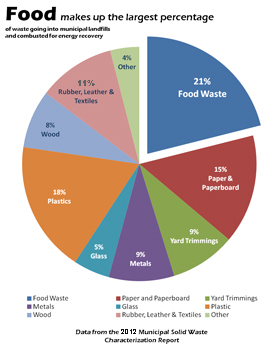 Food makes up the largest percentage
of waste going into municipal landfills
and combusted for energy recovery
4%
Other
21%
Food Waste
11%
Rubber, Leather &
Textiles
8%
Wood
15%
Paper &
Paperboard
18%
Plastics
9%
Yard Trimmings
5%
Glass
9%
Metals
Food Waste Paper and Paperboard Yard Trimmings
Metals Glass Plastic
Wood Rubber, Leather & Textiles Other
Data from the 2012 Municipal Solid Waste
Characterization Report